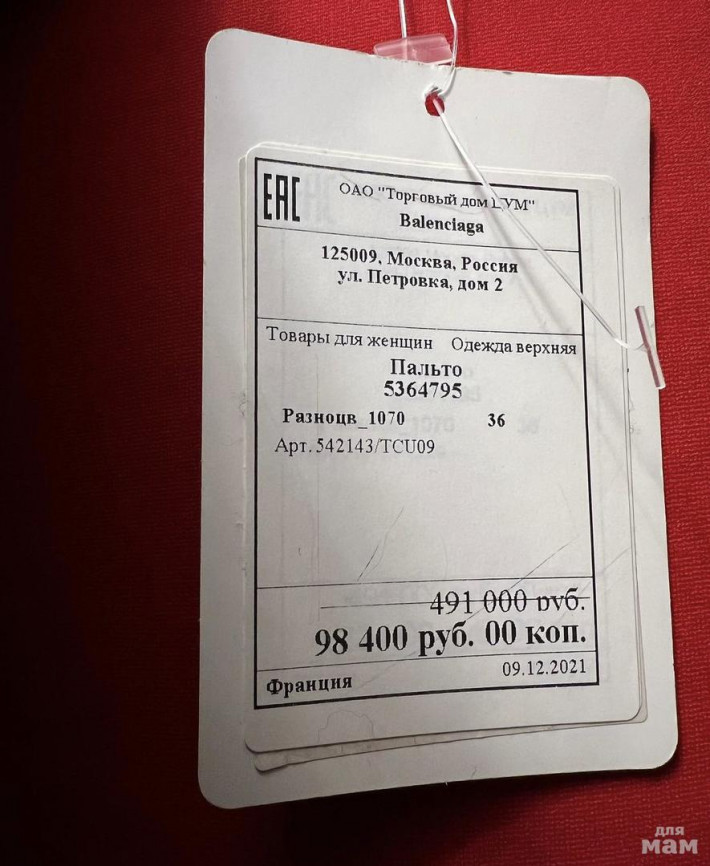 EAC
ОАО "Торговый дом ЦУМ"
Balenciaga
125009, Москва, Россия
ул. Петровка, дом 2
Товары для женщин Одежда верхняя
Пальто
5364795
Разноцв_1070 36
Арт. 542143/TCU09
491 000 руб.
98 400 руб. 00 коп.
09.12.2021
Франция
для
мам